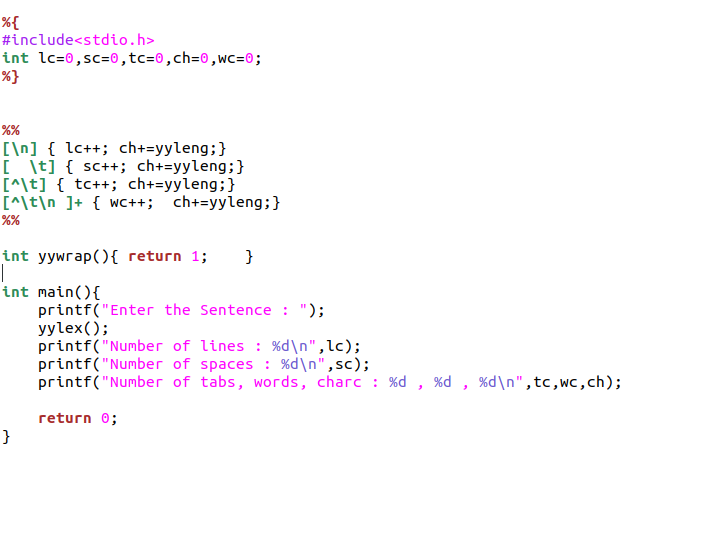 %{
#include<stdio.h>
int lc=0,sc=0,tc=0,ch=0,wc=0;
%}
%%
[\n] { lc++; ch+=yyleng;}
[  \t] { sc++; ch+=yyleng;}
[^\t] { tc++; ch+=yyleng;}
[^\t\n ]+ { wc++;  ch+=yyleng;}
%%
int yywrap(){ return 1;    }
int main(){
    printf("Enter the Sentence : ");
    yylex();
    printf("Number of lines : %d\n",lc);
    printf("Number of spaces : %d\n",sc);
    printf("Number of tabs, words, charc : %d , %d , %d\n",tc,wc,ch);
    return 0;
}